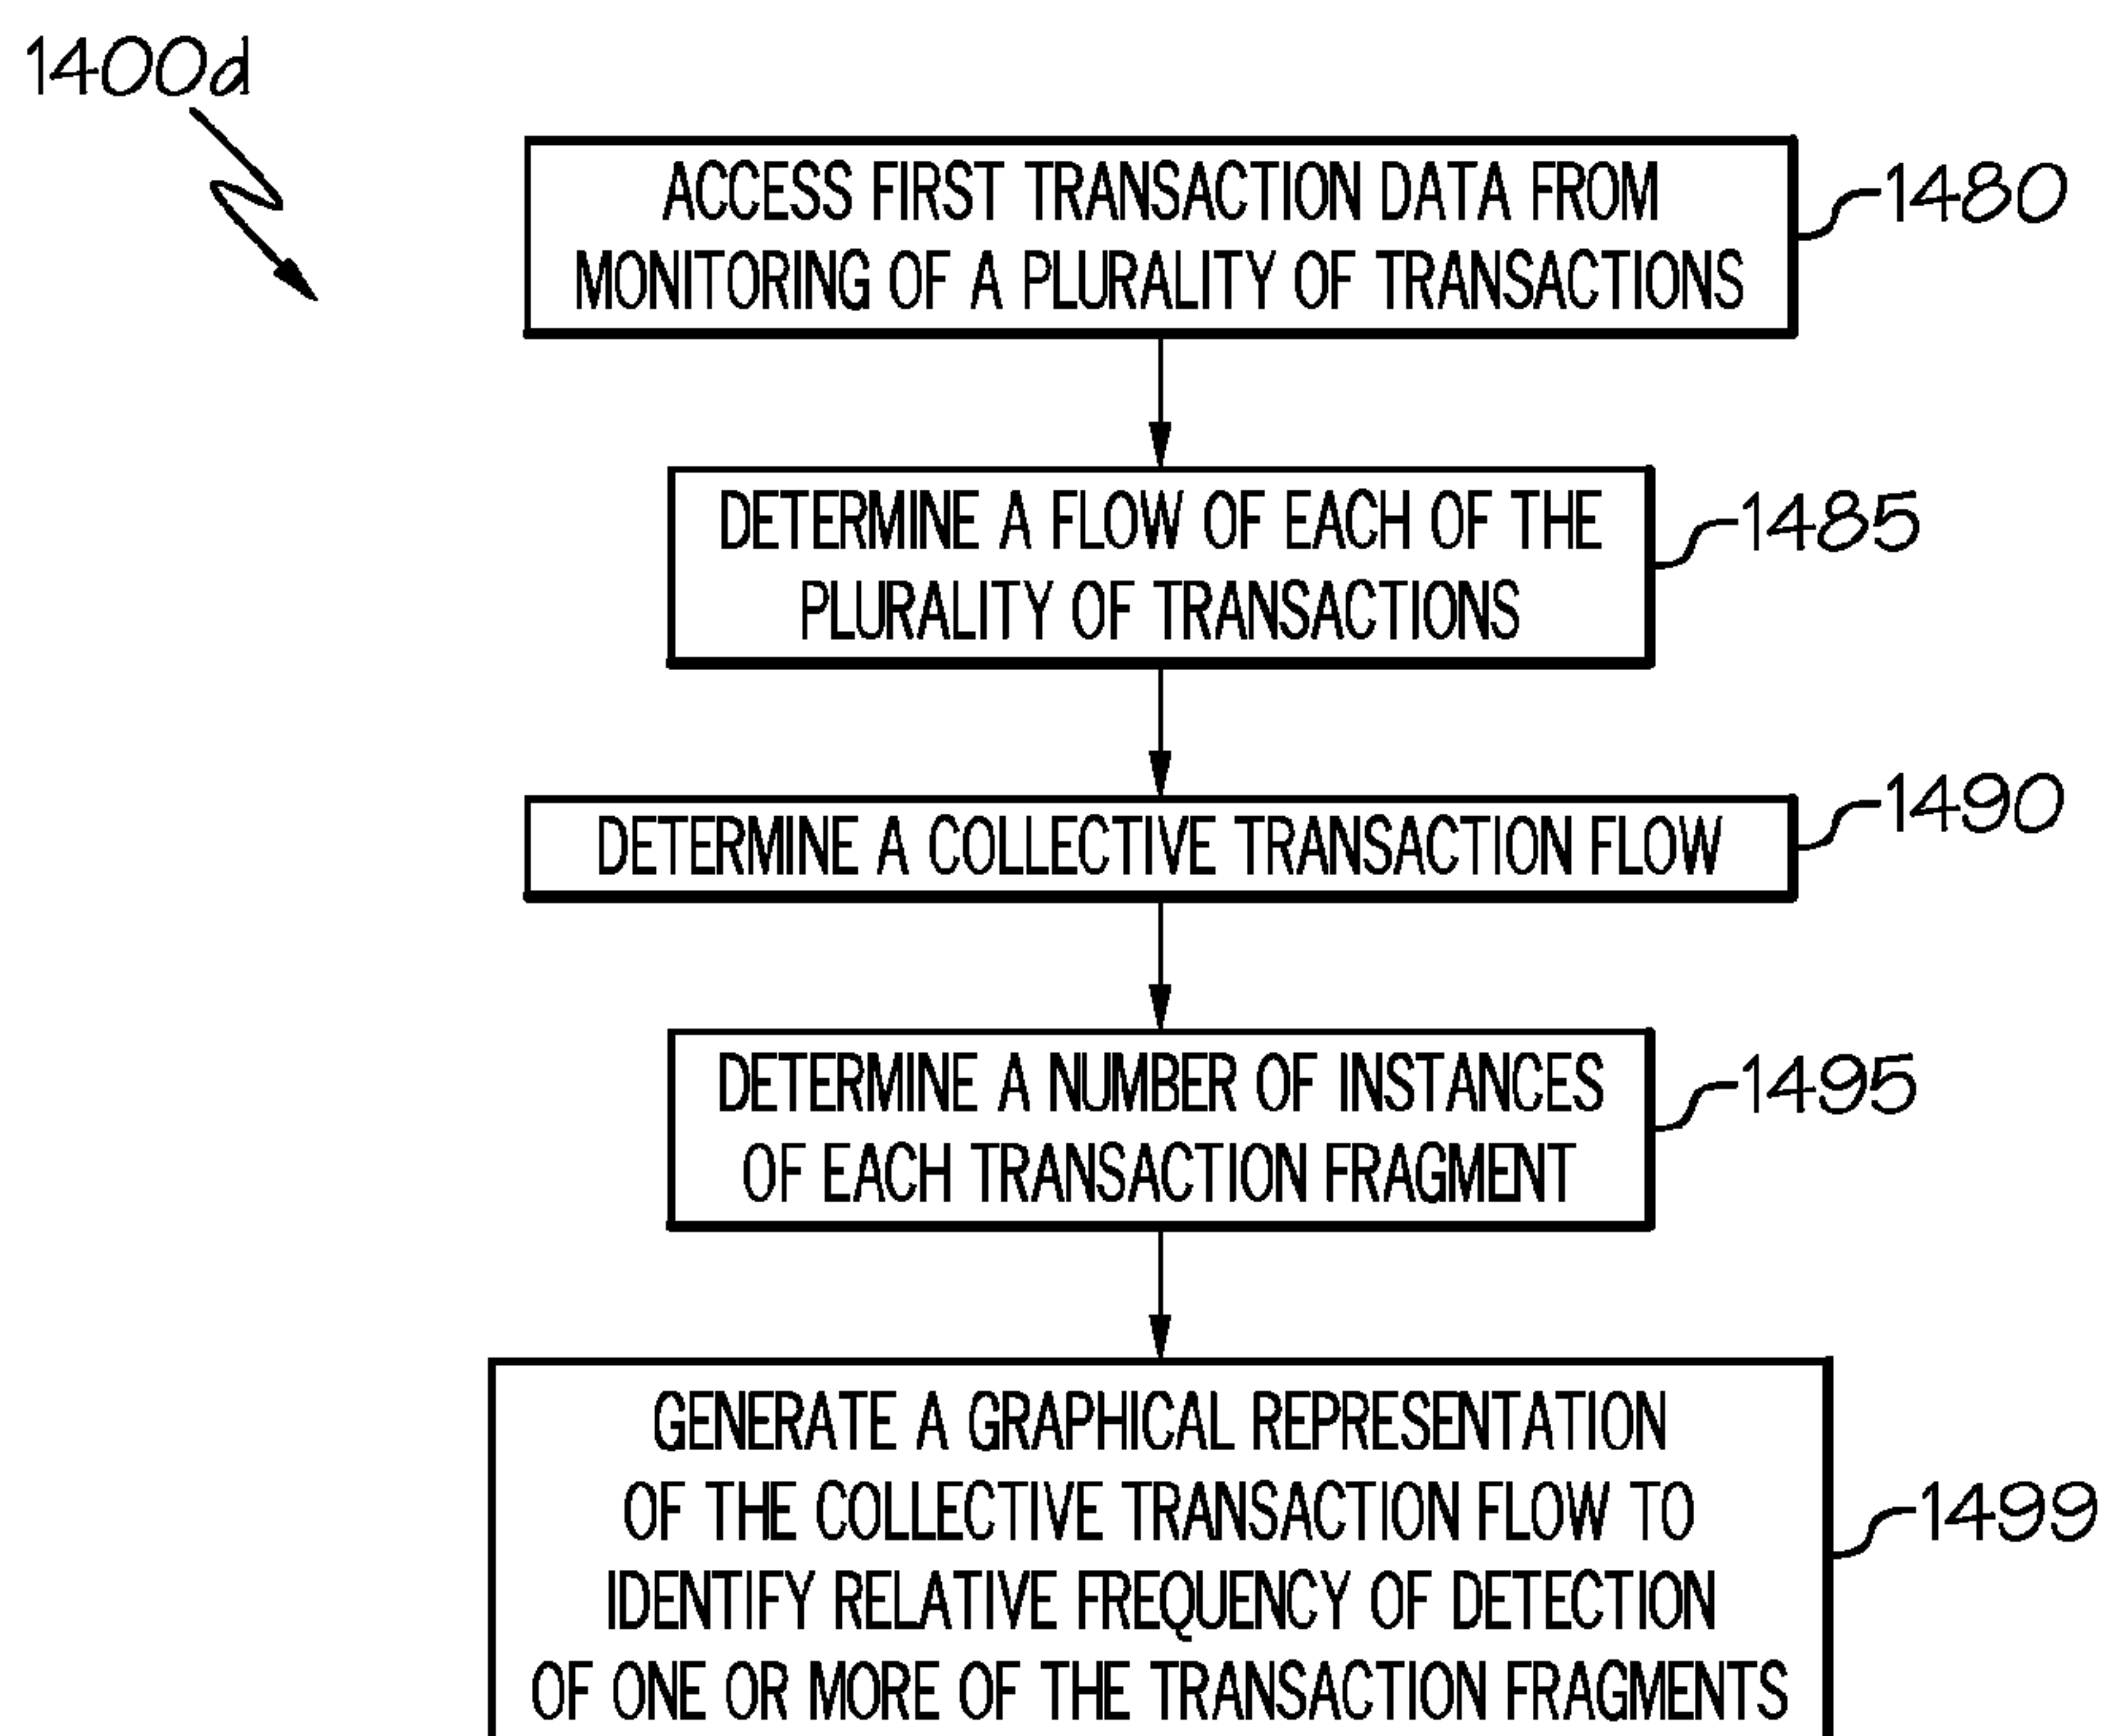 1400d
ACCESS FIRST TRANSACTION DATA FROM
MONITORING OF A PLURALITY OF TRANSACTIONS
1480
DETERMINE A FLOW OF EACH OF THE
PLURALITY OF TRANSACTIONS
1485
DETERMINE A COLLECTIVE TRANSACTION FLOW
1490
DETERMINE A NUMBER OF INSTANCES
OF EACH TRANSACTION FRAGMENT
1495
GENERATE A GRAPHICAL REPRESENTATION
OF THE COLLECTIVE TRANSACTION FLOW TO
IDENTIFY RELATIVE FREQUENCY OF DETECTION
OF ONE OR MORE OF THE TRANSACTION FRAGMENTS
1499